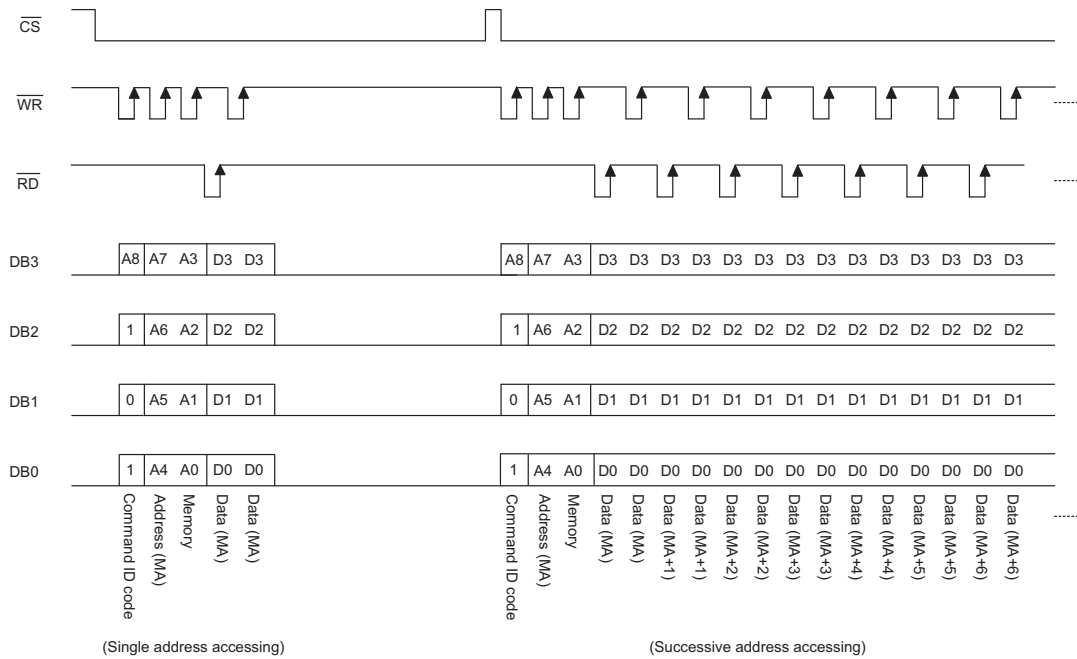 CS
WR
RD
DB3 A8 A7 A3 D3 D3 A8 A7 A3 D3 D3 D3 D3 D3 D3 D3 D3 D3 D3 D3 D3 D3 D3
DB2 1 A6 A2 D2 D2 1 A6 A2 D2 D2 D2 D2 D2 D2 D2 D2 D2 D2 D2 D2 D2 D2
DB1 0 A5 A1 D1 D1 0 A5 A1 D1 D1 D1 D1 D1 D1 D1 D1 D1 D1 D1 D1 D1 D1
DB0 1 A4 A0 D0 D0 1 A4 A0 D0 D0 D0 D0 D0 D0 D0 D0 D0 D0 D0 D0 D0 D0
Command ID code
Address (MA)
Memory
Data (MA)
Data (MA)
Command ID code
Address (MA)
Memory
Data (MA)
Data (MA)
Data (MA+1)
Data (MA+1)
Data (MA+2)
Data (MA+2)
Data (MA+3)
Data (MA+3)
Data (MA+4)
Data (MA+4)
Data (MA+5)
Data (MA+5)
Data (MA+6)
Data (MA+6)
(Single address accessing)
(Successive address accessing)